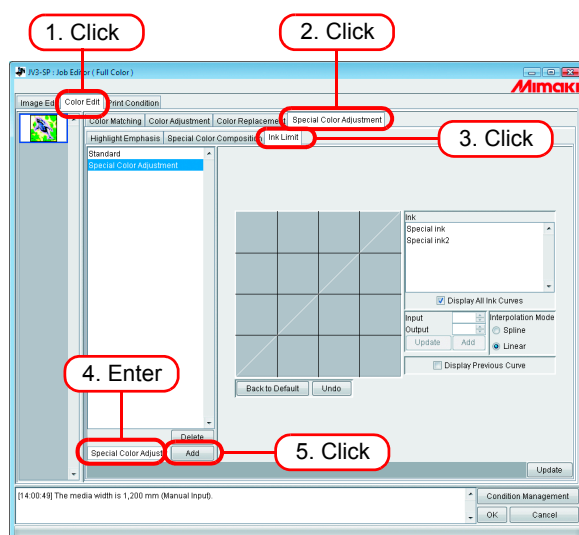 1. Click
2. Click
JV3-SP : Job Editor ( Full Color )
Mimaki
Image Ed Color Edit Print Condition
Color Matching Color Adjustment Color Replacement Special Color Adjustment
Highlight Emphasis Special Color Composition Ink Limit
3. Click
Standard
Special Color Adjustment
Ink
Special ink
Special ink2
Display All Ink Curves
Input
Interpolation Mode
Output
Spline
Update Add
Linear
Display Previous Curve
4. Enter
Back to Default Undo
Delete
Special Color Adjust Add
5. Click
Update
[14:00:49] The media width is 1,200 mm (Manual Input).
Condition Management
OK Cancel